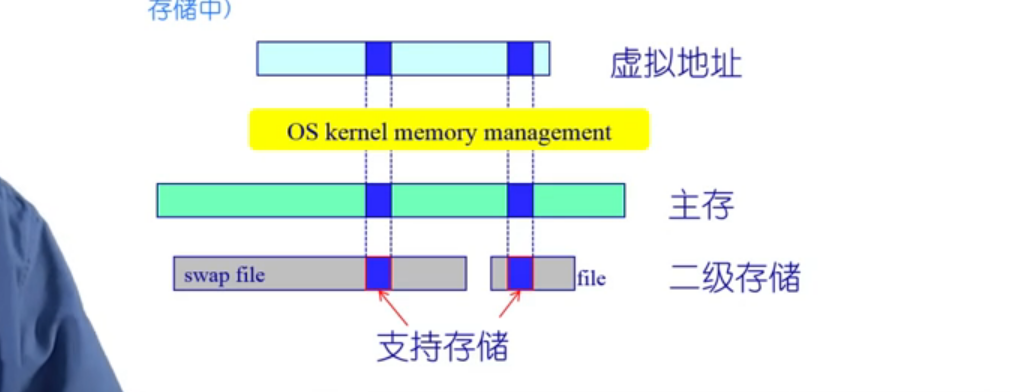 存储中）
虚拟地址
OS kernel memory management
主存
swap file
file
二级存储
支持存储